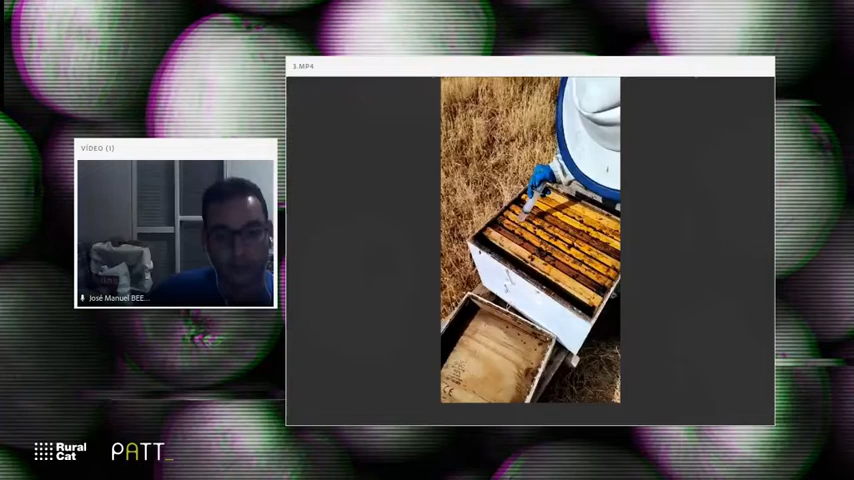 3.MP4
VÍDEO (1)
José Manuel BEE...
Rural
Cat
PATT_